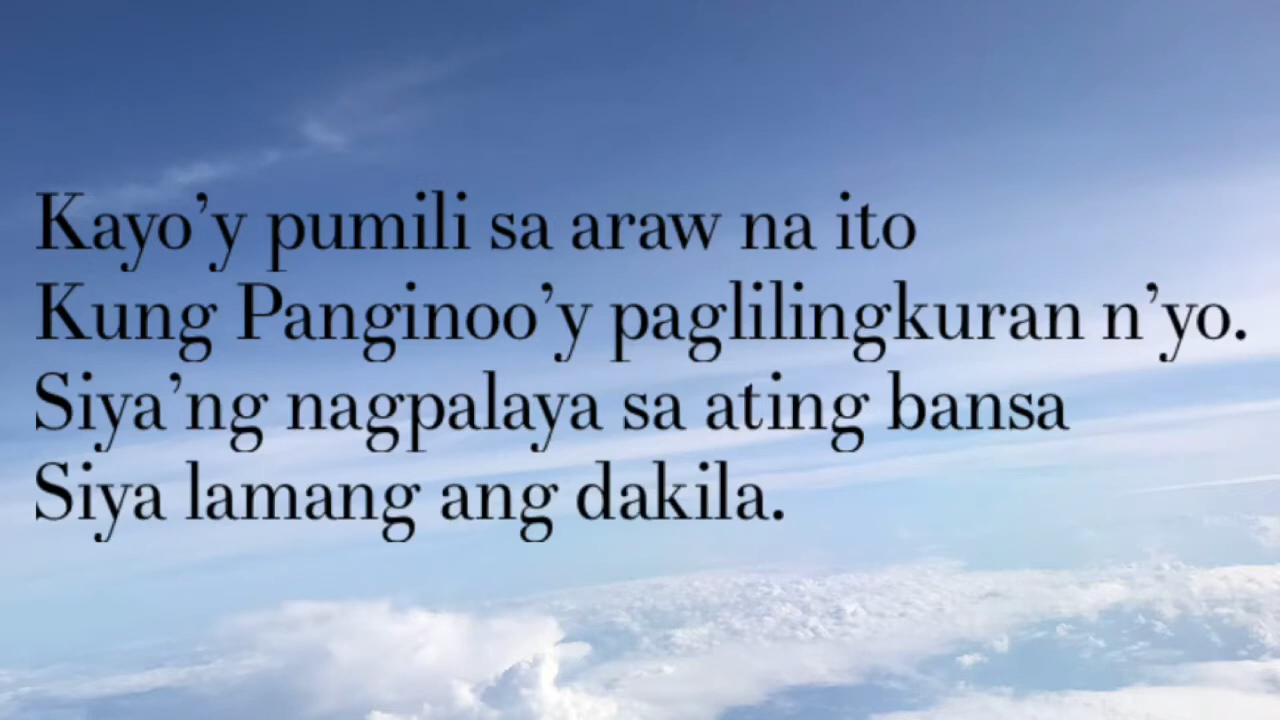 Kayo’y pumili sa araw na ito
Kung Panginoo’y paglilingkuran n’yo.
Siya’ng nagpalaya sa ating bansa
Siya lamang ang dakila.